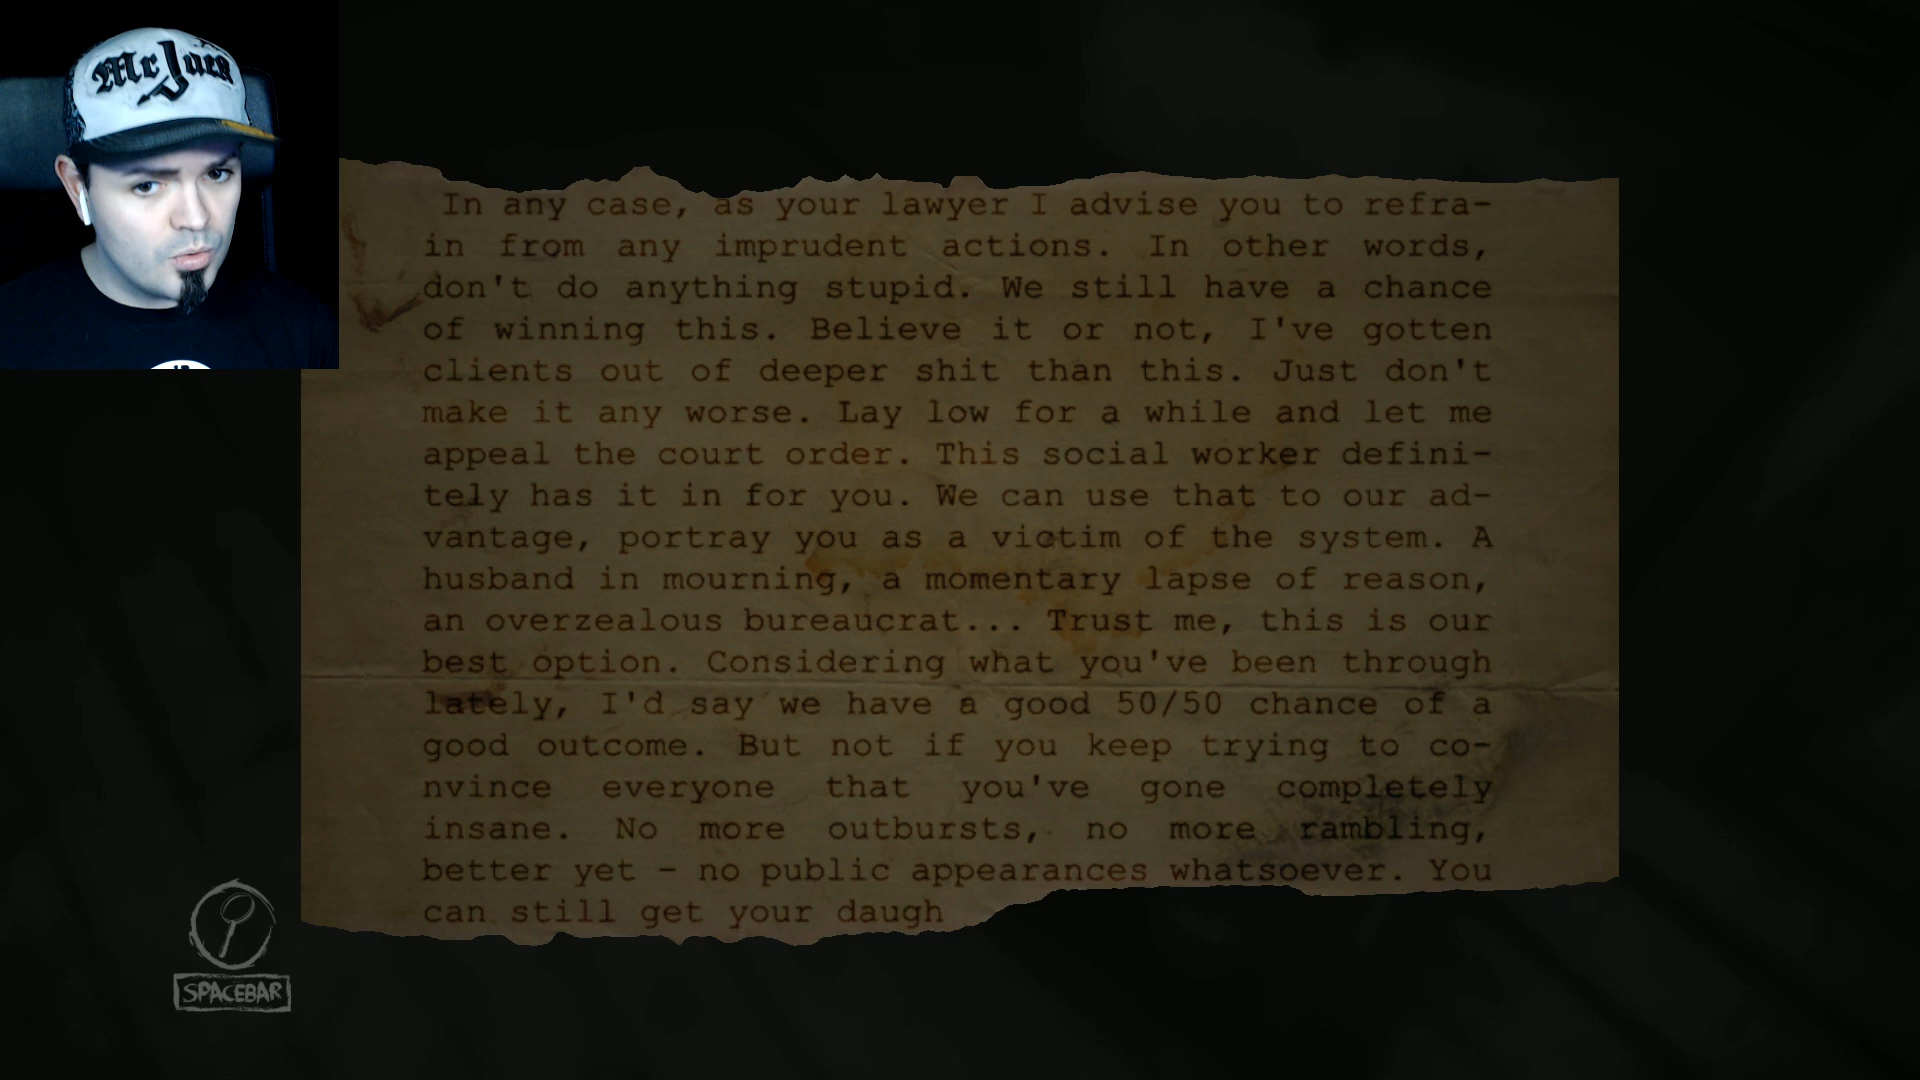 Mr Jack
In any case, as your lawyer I advise you to refra-
in from any imprudent actions. In other words,
don't do anything stupid. We still have a chance
of winning this. Believe it or not, I've gotten
clients out of deeper shit than this. Just don't
make it any worse. Lay low for a while and let me
appeal the court order. This social worker defini-
tely has it in for you. We can use that to our ad-
vantage, portray you as a victim of the system. A
husband in mourning, a momentary lapse of reason,
an overzealous bureaucrat... Trust me, this is our
best option. Considering what you've been through
lately, I'd say we have a good 50/50 chance of a
good outcome. But not if you keep trying to co-
nvince everyone that you've gone completely
insane. No more outbursts, no more rambling,
better yet - no public appearances whatsoever. You
can still get your daugh
SPACEBAR